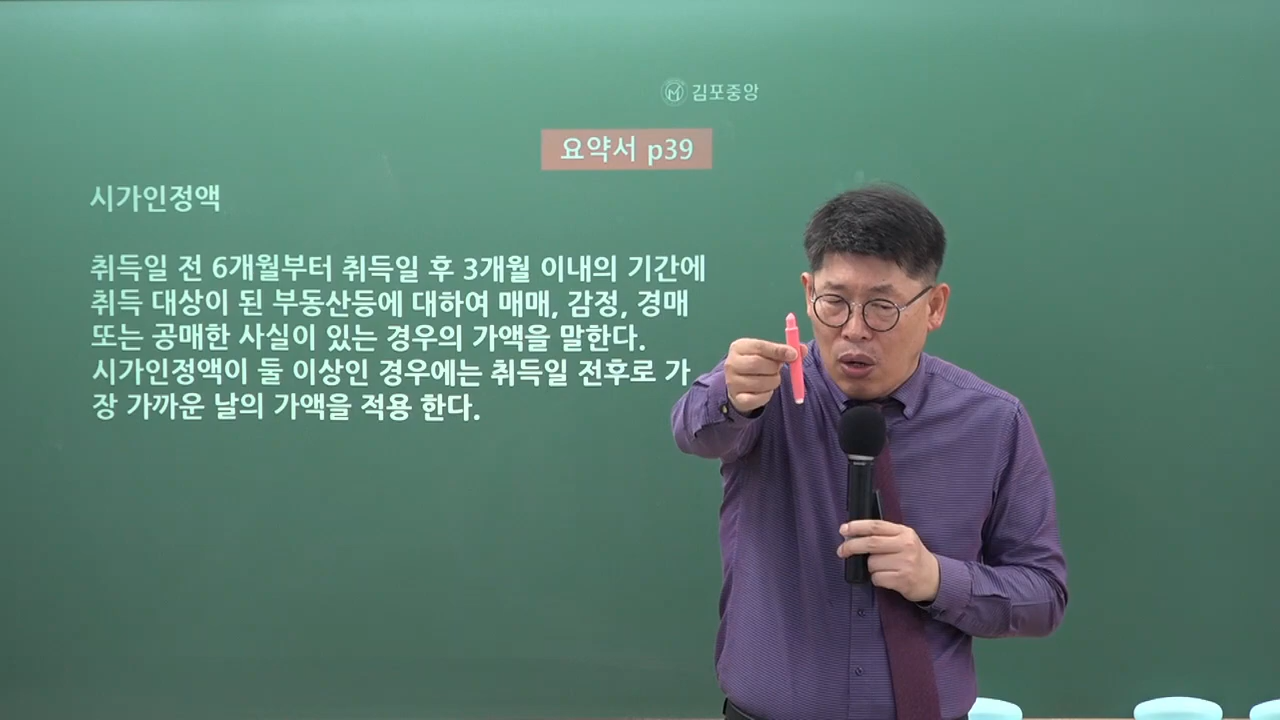 김포중앙
요약서 p39
시가인정액
취득일 전 6개월부터 취득일 후 3개월 이내의 기간에
취득 대상이 된 부동산등에 대하여 매매, 감정, 경매
또는 공매한 사실이 있는 경우의 가액을 말한다.
시가인정액이 둘 이상인 경우에는 취득일 전후로 가
장 가까운 날의 가액을 적용 한다.